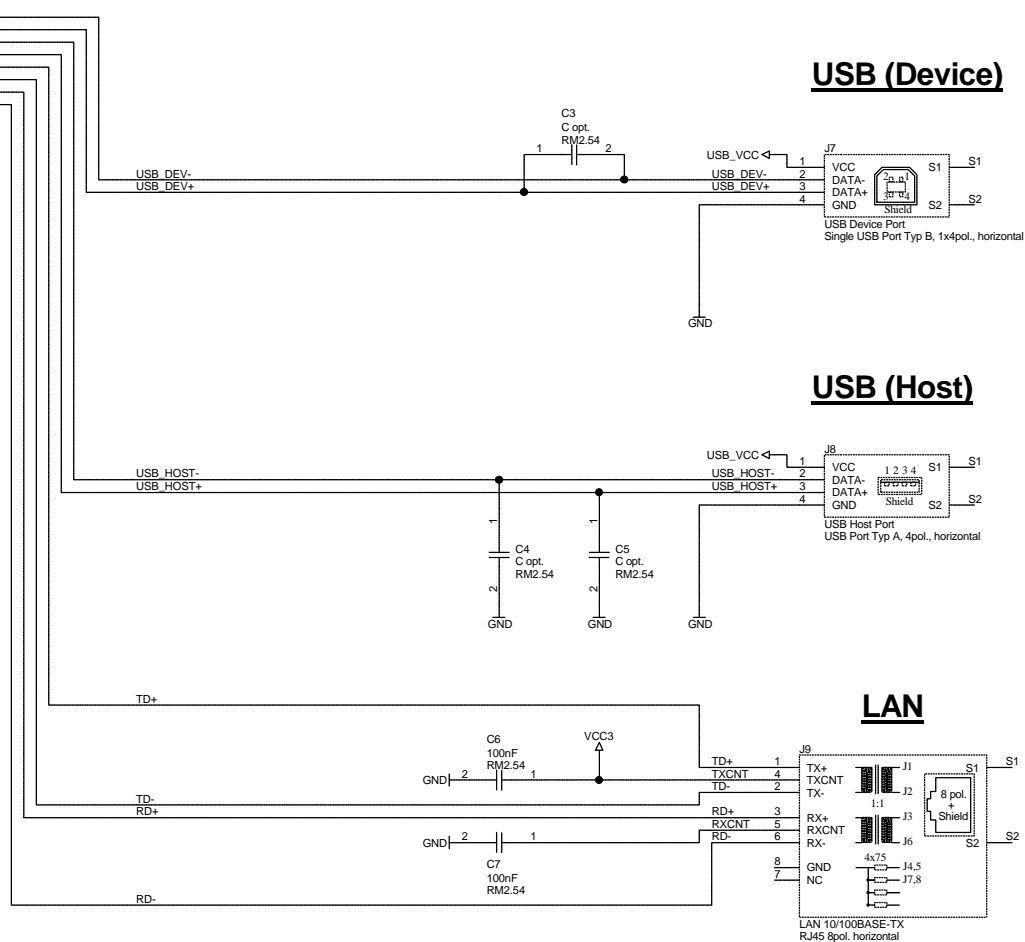 USB (Device)
C3
C opt.
RM2.54
1 2
USB_VCC
J7
USB_DEV- USB_DEV- 1 VCC S1 S1
USB_DEV+ USB_DEV+ 2 DATA- 2 1
3 DATA+ 3 4
4 GND Shield S2 S2
USB Device Port
Single USB Port Typ B, 1x4pol., horizontal
GND
USB (Host)
USB_VCC
J8
USB_HOST- USB_HOST- 1 VCC 1 2 3 4 S1 S1
USB_HOST+ USB_HOST+ 2 DATA-
3 DATA+
4 GND Shield S2 S2
USB Host Port
USB Port Typ A, 4pol., horizontal
1 1
C4 C5
C opt. C opt.
RM2.54 RM2.54
2 2
GND GND GND
LAN
TD+
C6
100nF
RM2.54
VCC3
J9
TD+ 1 TX+ J1 S1 S1
GND 2 1 TXCNT 4 TXCNT
TD- TD- 2 TX- J2
1:1
8 pol.
+
Shield
RD+ RD+ 3 RX+ J3
RXCNT 5 RXCNT
GND 2 1 RD- 6 RX- J6 S2 S2
C7
100nF
RM2.54
4x75
8 GND J4,5
7 NC J7,8
RD-
LAN 10/100BASE-TX
RJ45 8pol. horizontal